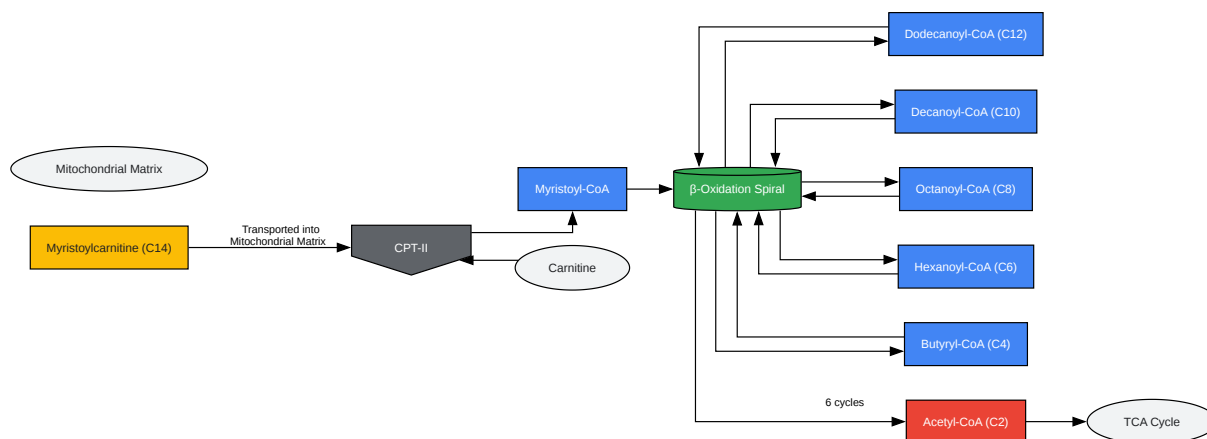 Mitochondrial Matrix
Myristoylcarnitine (C14)
Transported into
Mitochondrial Matrix
CPT-II
Carnitine
Myristoyl-CoA
β-Oxidation Spiral
Dodecanoyl-CoA (C12)
Decanoyl-CoA (C10)
Octanoyl-CoA (C8)
Hexanoyl-CoA (C6)
Butyryl-CoA (C4)
6 cycles
Acetyl-CoA (C2)
TCA Cycle